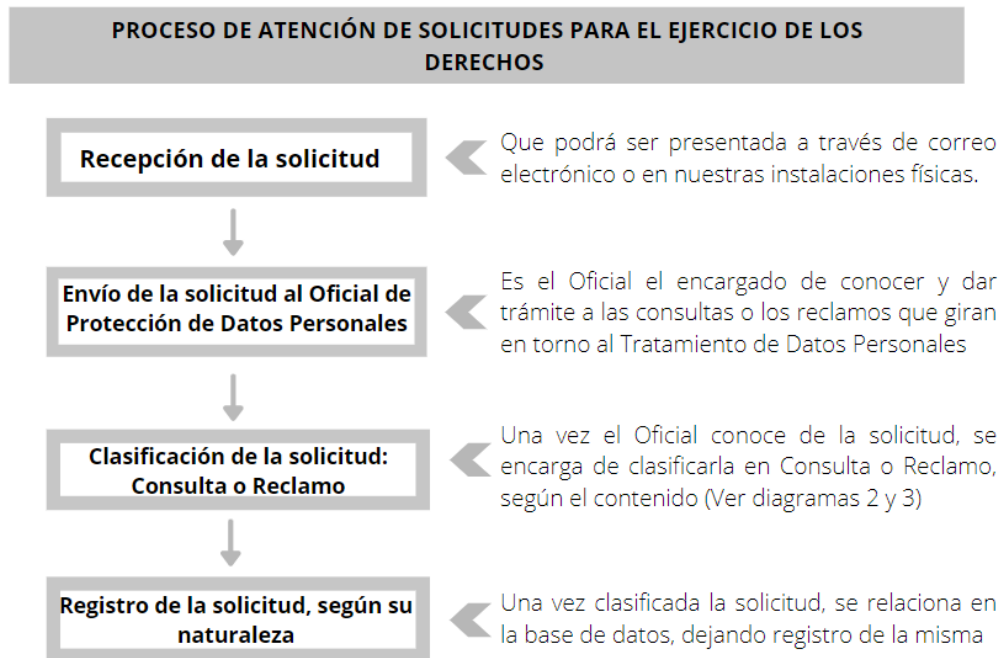 PROCESO DE ATENCIÓN DE SOLICITUDES PARA EL EJERCICIO DE LOS
DERECHOS
Recepción de la solicitud
Que podrá ser presentada a través de correo
electrónico o en nuestras instalaciones físicas.
Envío de la solicitud al Oficial de
Protección de Datos Personales
Es el Oficial el encargado de conocer y dar
trámite a las consultas o los reclamos que giran
en torno al Tratamiento de Datos Personales
Clasificación de la solicitud:
Consulta o Reclamo
Una vez el Oficial conoce de la solicitud, se
encarga de clasificarla en Consulta o Reclamo,
según el contenido (Ver diagramas 2 y 3)
Registro de la solicitud, según su
naturaleza
Una vez clasificada la solicitud, se relaciona en
la base de datos, dejando registro de la misma